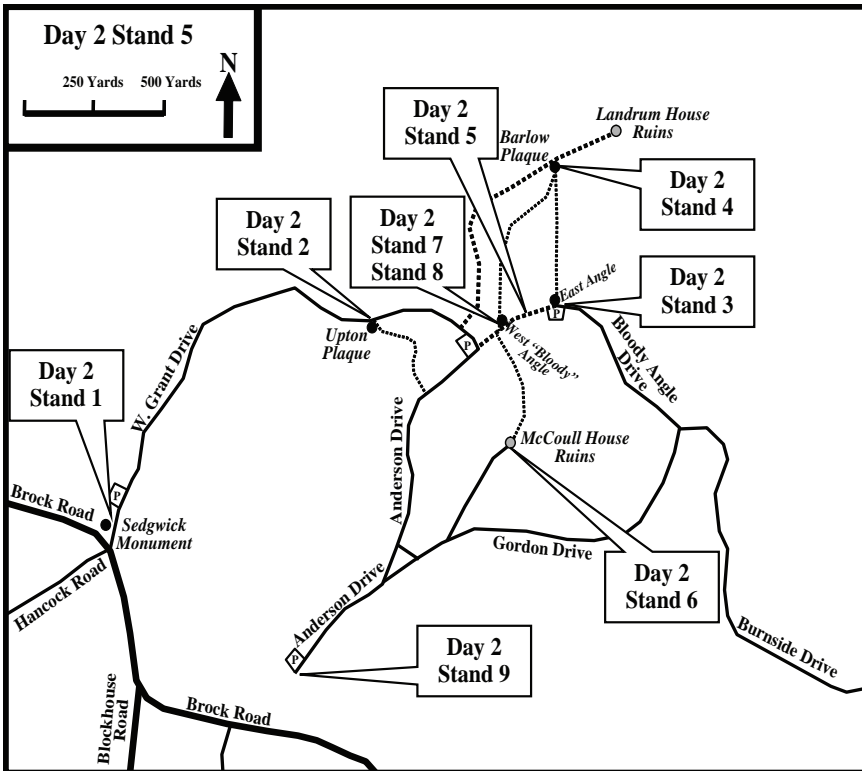 Day 2 Stand 5
250 Yards 500 Yards
N
Day 2
Stand 5
Landrum House
Ruins
Barlow
Plaque
Day 2
Stand 4
Day 2
Stand 2
Day 2
Stand 7
Stand 8
East Angle
Day 2
Stand 3
P
Upton
Plaque
P
West "Bloody"
Angle
Bloody Angle
Drive
W. Grant Drive
Day 2
Stand 1
Anderson Drive
McCoull House
Ruins
P
Brock Road
Sedgwick
Monument
Gordon Drive
Hancock Road
Day 2
Stand 6
Anderson Drive
P
Day 2
Stand 9
Burnside Drive
Blockhouse
Road
Brock Road